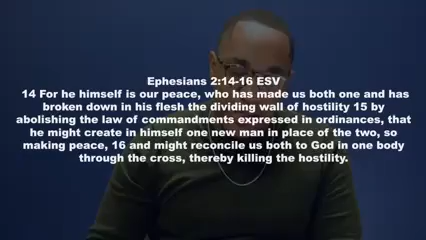 Ephesians 2:14-16 ESV
14 For he himself is our peace, who has made us both one and has
broken down in his flesh the dividing wall of hostility 15 by
abolishing the law of commandments expressed in ordinances, that
he might create in himself one new man in place of the two, so
making peace, 16 and might reconcile us both to God in one body
through the cross, thereby killing the hostility.